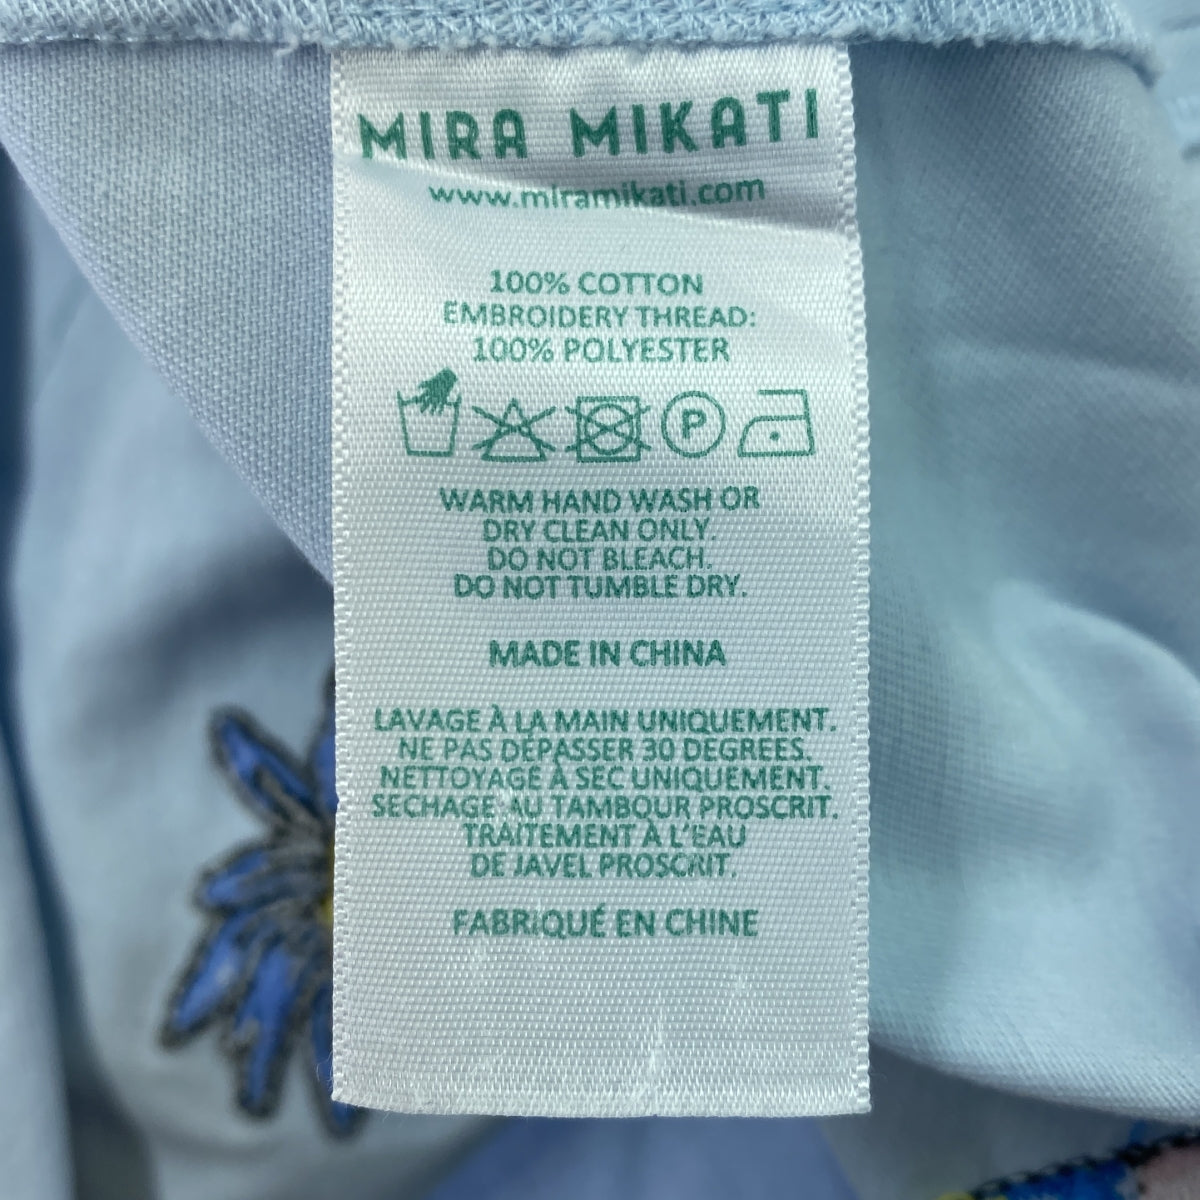 MIRA MIKATI
www.miramikati.com
100% COTTON
EMBROIDERY THREAD:
100% POLYESTER
P
WARM HAND WASH OR
DRY CLEAN ONLY.
DO NOT BLEACH.
DO NOT TUMBLE DRY.
MADE IN CHINA
LAVAGE À LA MAIN UNIQUEMENT.
NE PAS DÉPASSER 30 DEGREES.
NETTOYAGE À SEC UNIQUEMENT.
SECHAGE AU TAMBOUR PROSCRIT.
TRAITEMENT À L'EAU
DE JAVEL PROSCRIT.
FABRIQUÉ EN CHINE